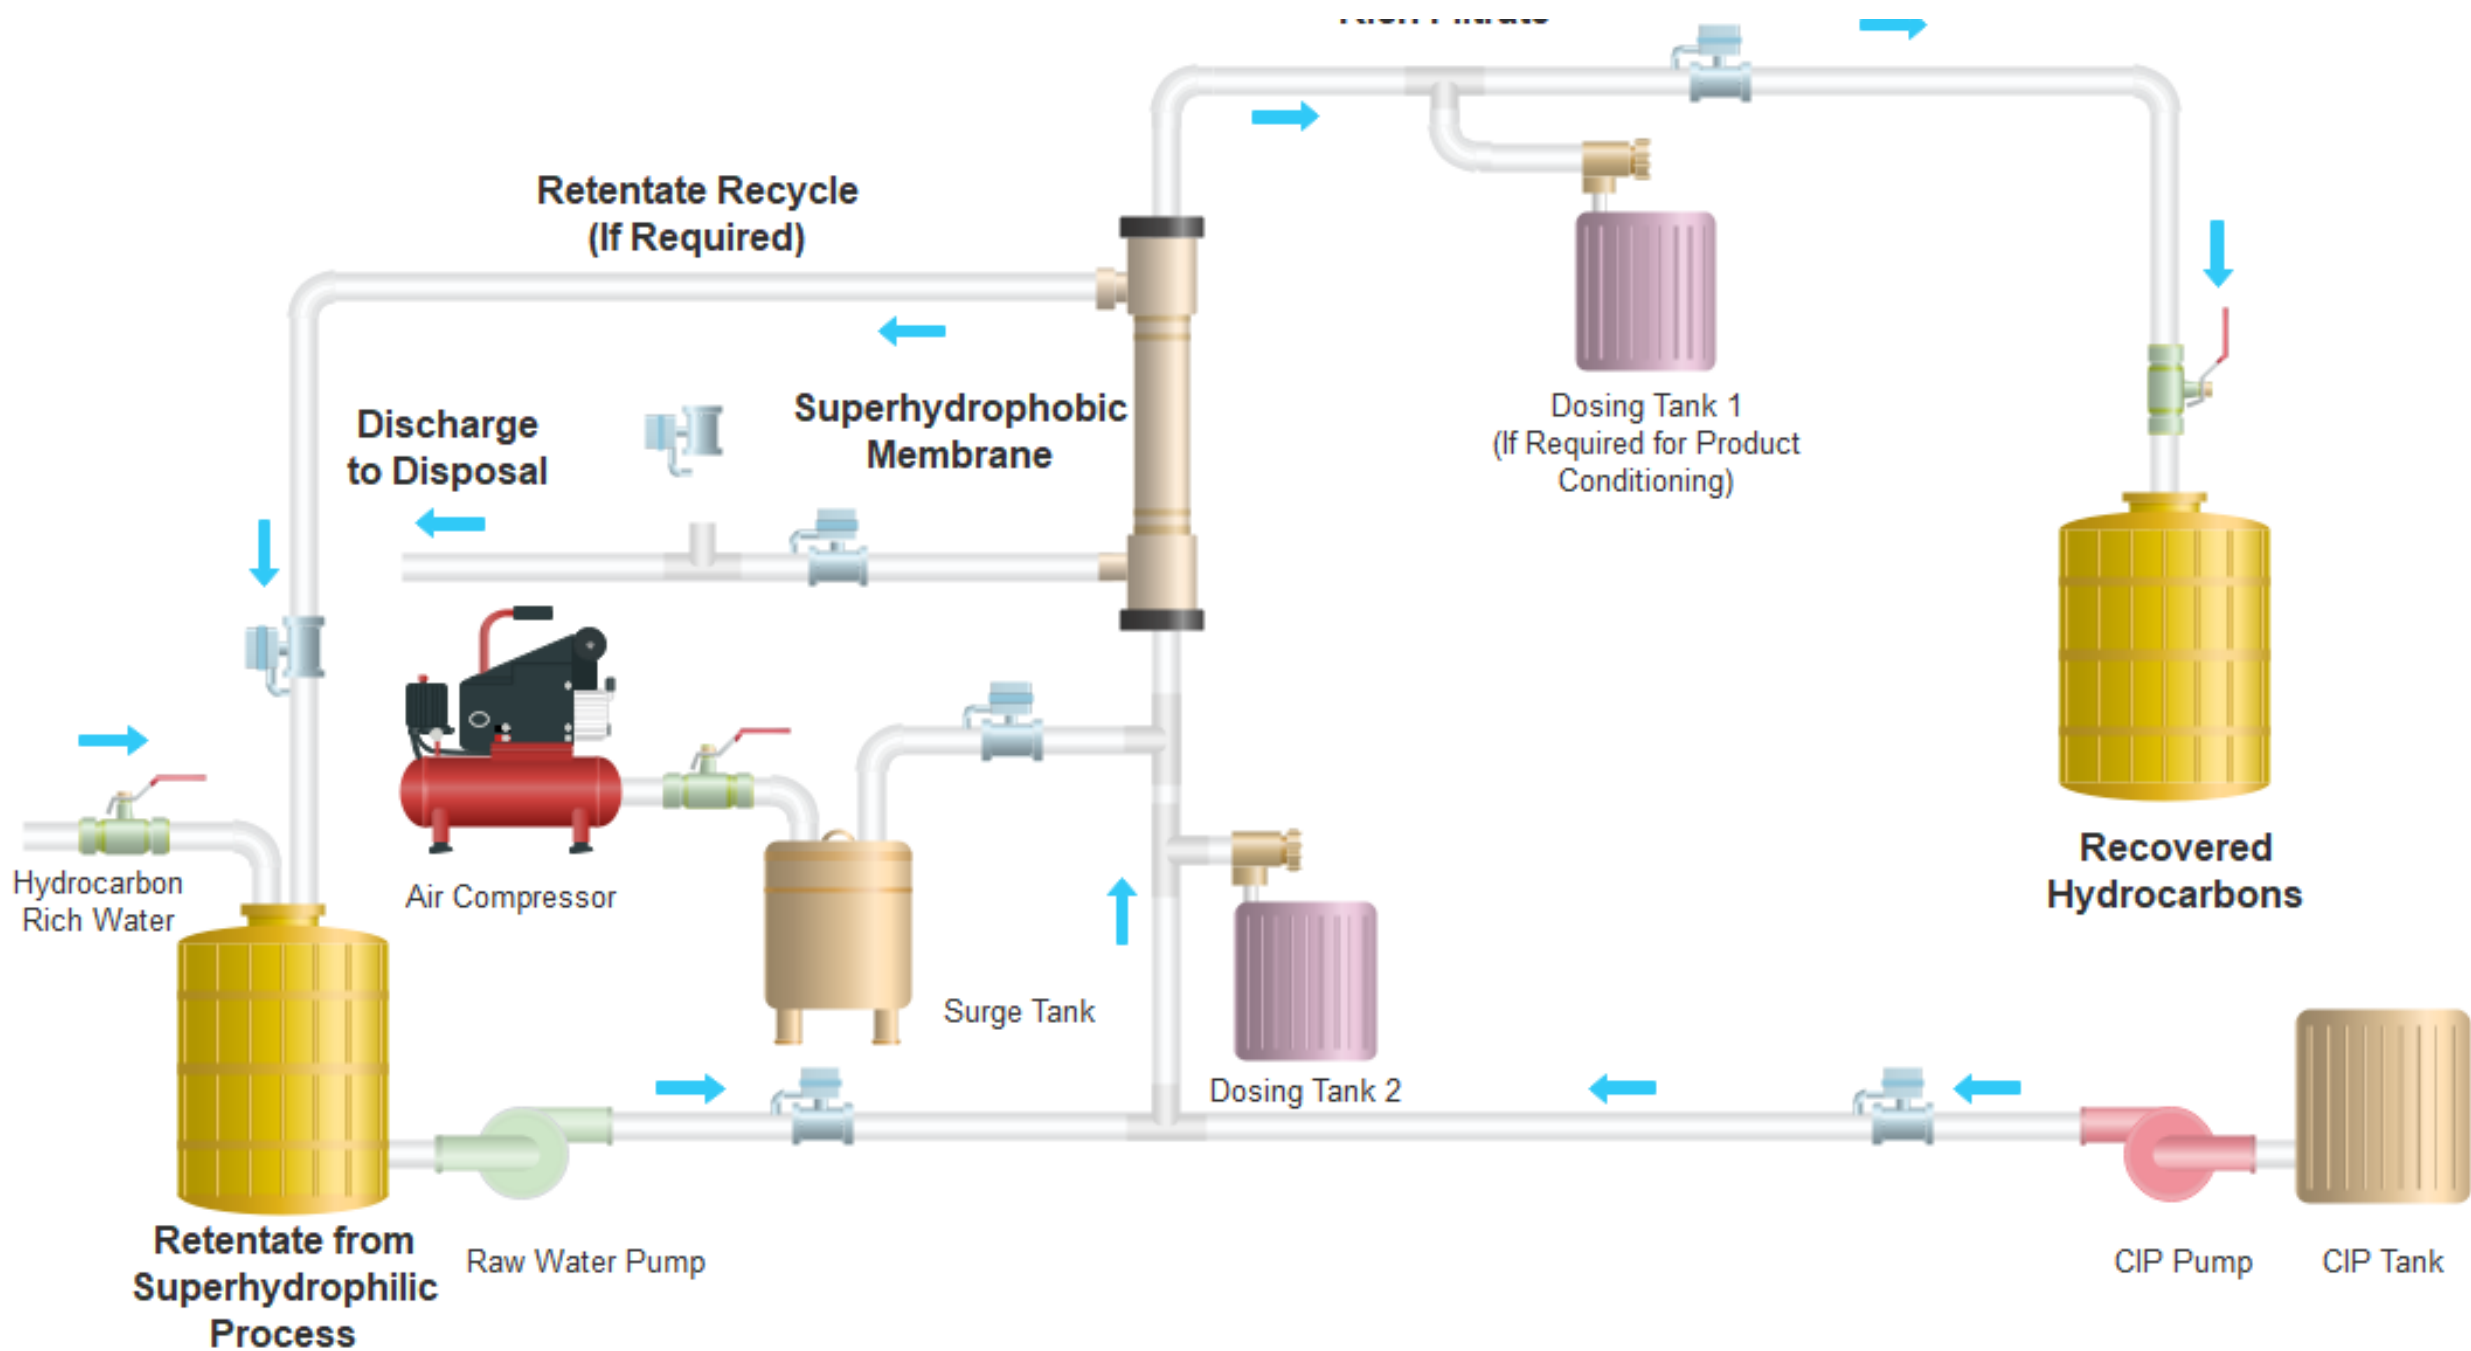 Retentate Recycle
(If Required)
Discharge
to Disposal
Superhydrophobic
Membrane
Dosing Tank 1
(If Required for Product
Conditioning)
Hydrocarbon
Rich Water
Air Compressor
Surge Tank
Dosing Tank 2
Recovered
Hydrocarbons
Retentate from
Superhydrophilic
Process
Raw Water Pump
CIP Pump
CIP Tank